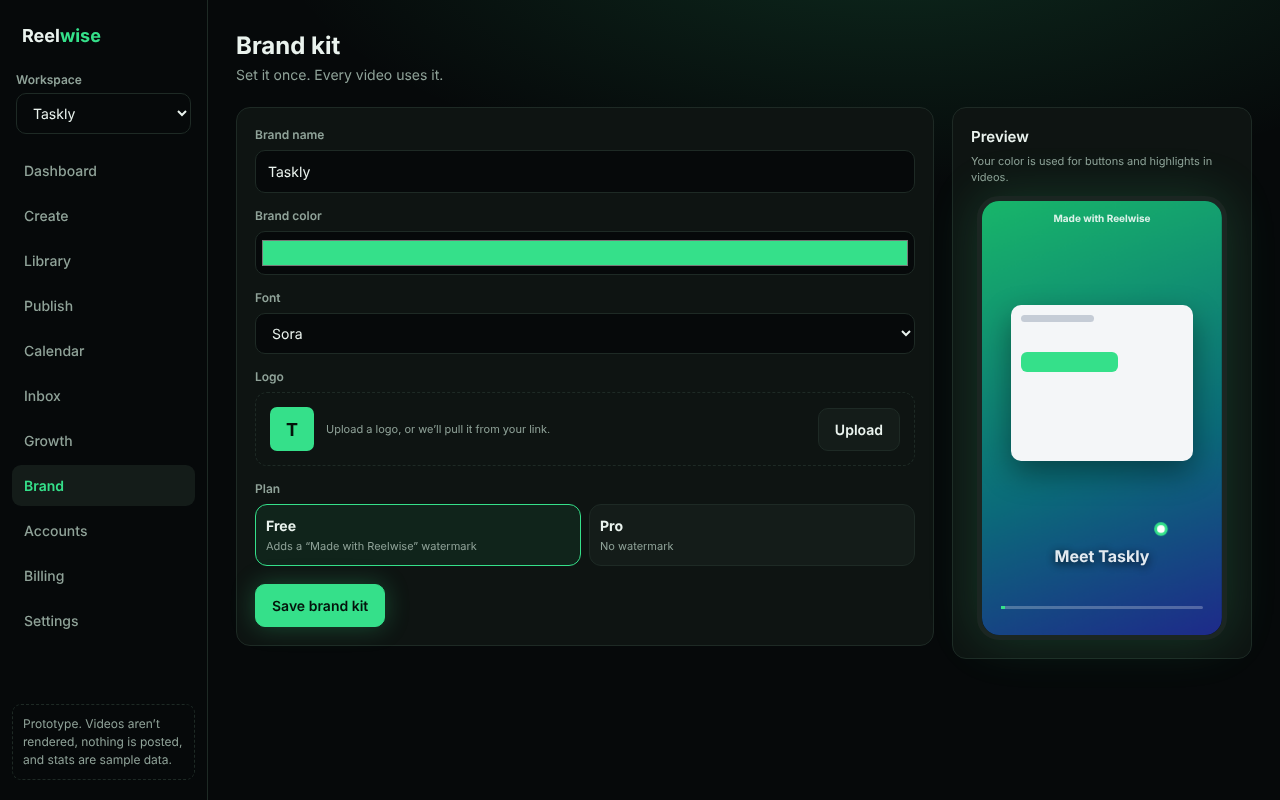 Reelwise
Workspace
Taskly
Dashboard
Create
Library
Publish
Calendar
Inbox
Growth
Brand
Accounts
Billing
Settings
Prototype. Videos aren’t
rendered, nothing is posted,
and stats are sample data.
Brand kit
Set it once. Every video uses it.
Brand name
Taskly
Brand color
Font
Sora
Logo
T
Upload a logo, or we’ll pull it from your link.
Upload
Plan
Free
Adds a “Made with Reelwise” watermark
Pro
No watermark
Save brand kit
Preview
Your color is used for buttons and highlights in
videos.
Made with Reelwise
Meet Taskly